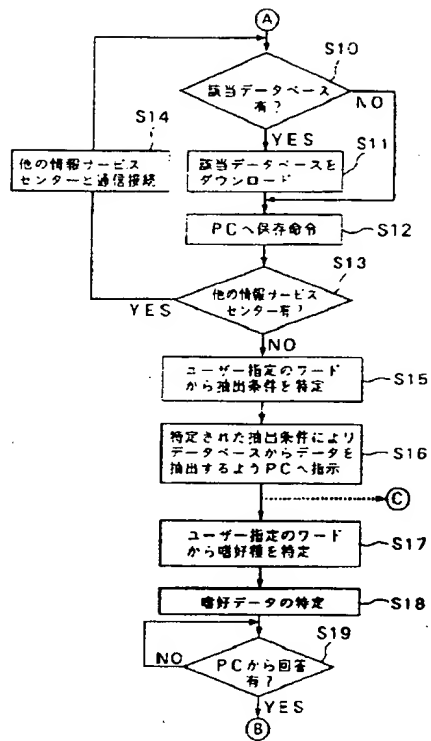 A
S10
該当データベース
有?
NO
YES
S14
他の情報サービス
センターと通信接続
S11
該当データベースを
ダウンロード
PCへ保存命令
S12
S13
他の情報サービス
センター有?
YES
NO
ユーザー指定のワード
から抽出条件を特定
S15
特定された抽出条件により
データベースからデータを
抽出するようPCへ指示
S16
C
ユーザー指定のワード
から嗜好種を特定
S17
嗜好データの特定
S18
S19
PCから回答
有?
NO
YES
B